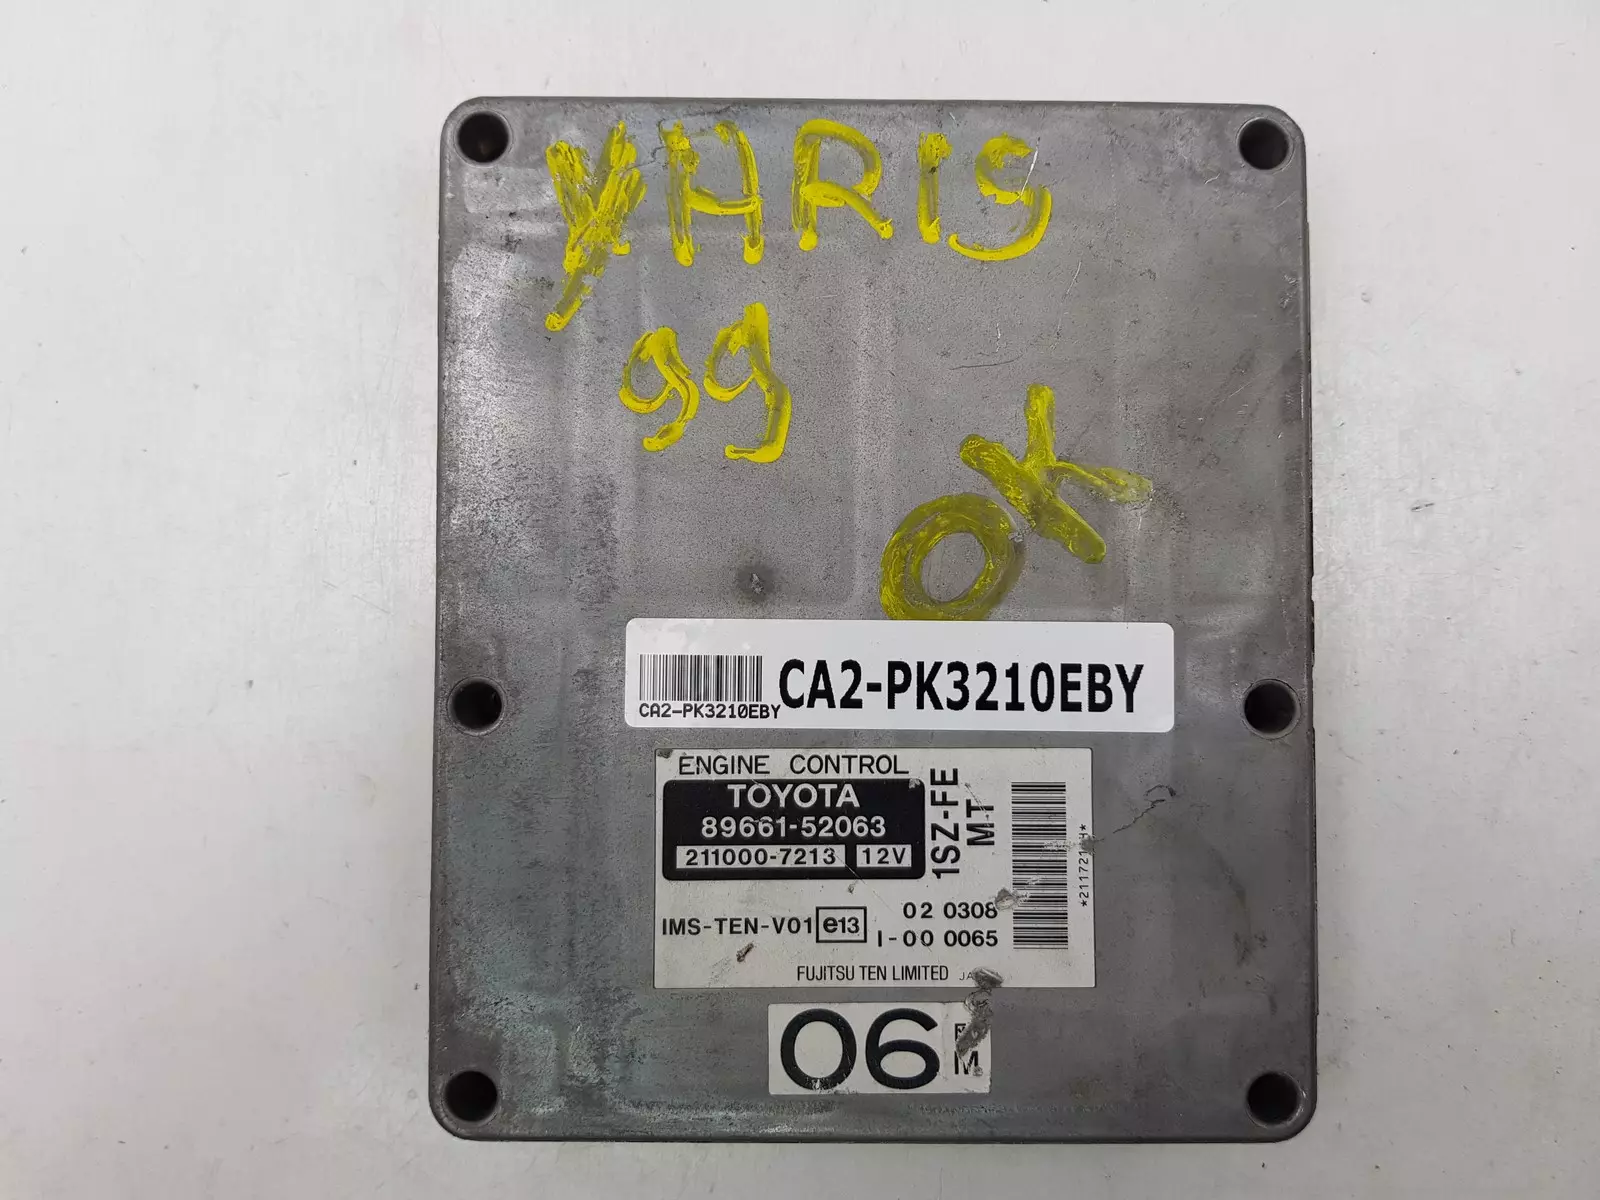 YARIS
99
OK
CA2-PK3210EBY
CA2-PK3210EBY
ENGINE CONTROL
TOYOTA
89661-52063
211000-7213 12V
1SZ-FE
M-T
IMS-TEN-V01 e13
02 0308
I-00 0065
FUJITSU TEN LIMITED
06
M